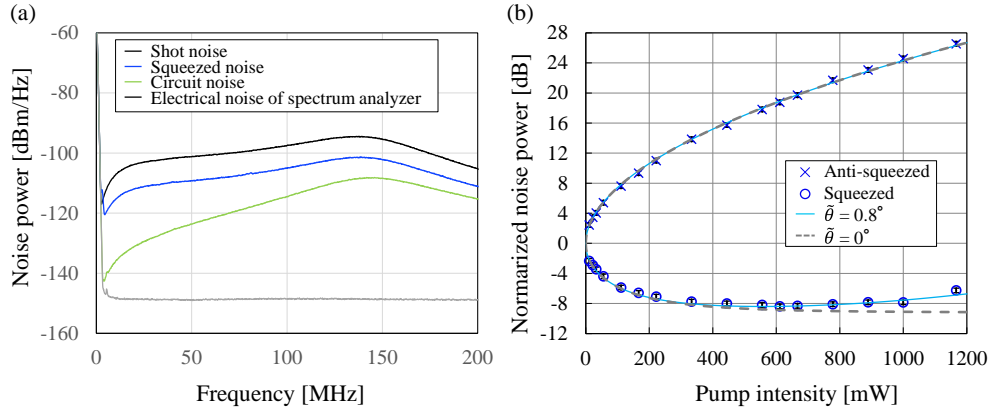 (a)
Noise power [dBm/Hz]
-60
-80
-100
-120
-140
-160
Shot noise
Squeezed noise
Circuit noise
Electrical noise of spectrum analyzer
0
50
100
150
200
Frequency [MHz]
(b)
Normarized noise power [dB]
28
24
20
16
12
8
4
0
-4
-8
-12
Anti-squeezed
Squeezed
θ̃ = 0.8°
θ̃ = 0°
0
200
400
600
800
1000
1200
Pump intensity [mW]